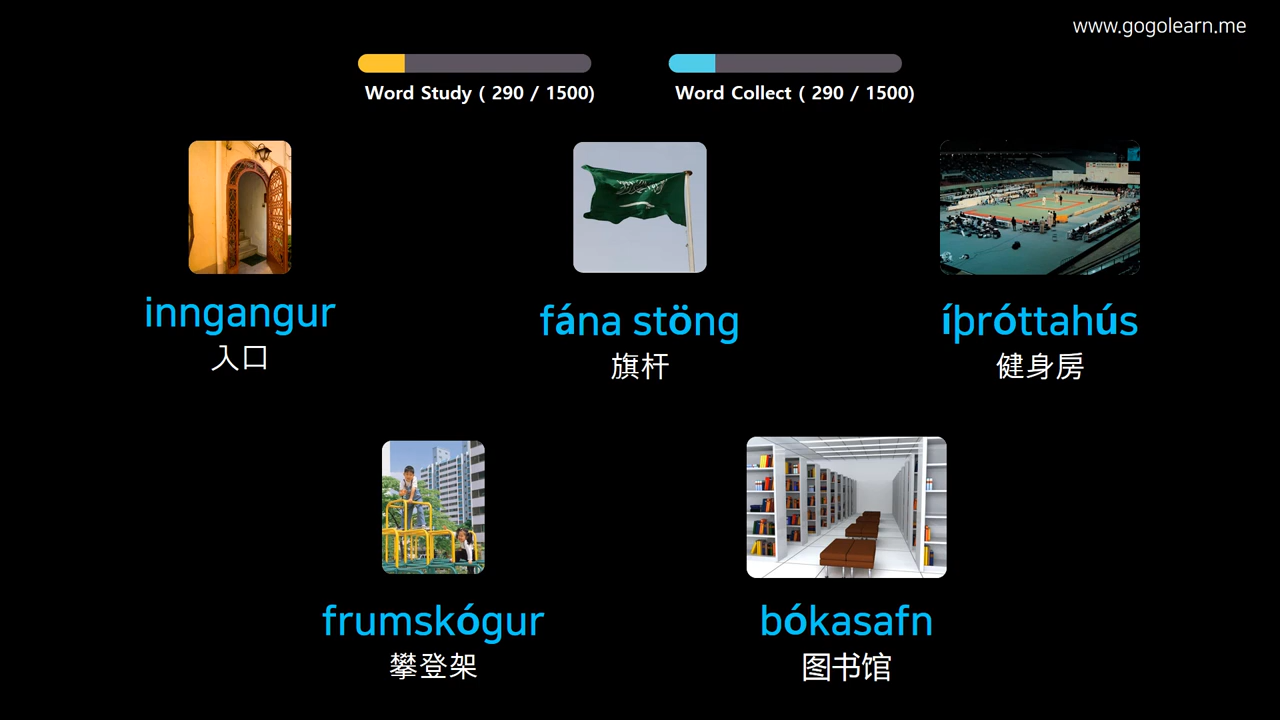 www.gogolearn.me
Word Study ( 290 / 1500)
Word Collect ( 290 / 1500)
inngangur
入口
fána stöng
旗杆
íþróttahús
健身房
frumskógur
攀登架
bókasafn
图书馆